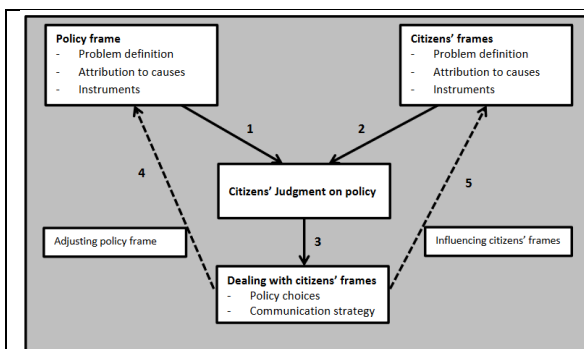 Policy frame
- Problem definition
- Attribution to causes
- Instruments
Citizens' frames
- Problem definition
- Attribution to causes
- Instruments
1
2
4
5
Citizens' Judgment on policy
3
Adjusting policy frame
Influencing citizens' frames
Dealing with citizens' frames
- Policy choices
- Communication strategy